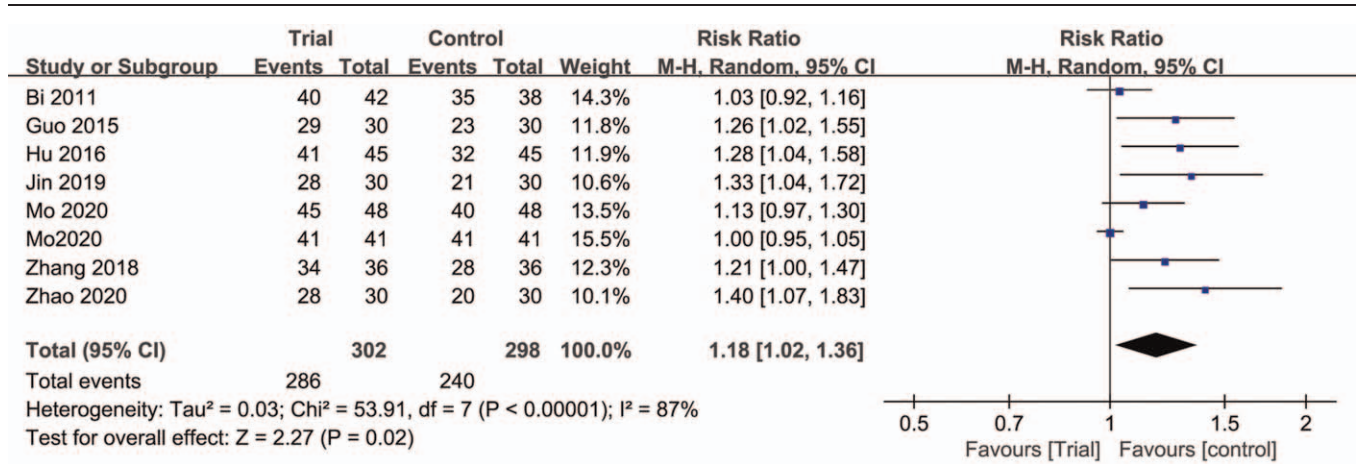 Trial Control Risk Ratio Risk Ratio
Study or Subgroup Events Total Events Total Weight M-H, Random, 95% CI M-H, Random, 95% CI
Bi 2011 40 42 35 38 14.3% 1.03 [0.92, 1.16]
Guo 2015 29 30 23 30 11.8% 1.26 [1.02, 1.55]
Hu 2016 41 45 32 45 11.9% 1.28 [1.04, 1.58]
Jin 2019 28 30 21 30 10.6% 1.33 [1.04, 1.72]
Mo 2020 45 48 40 48 13.5% 1.13 [0.97, 1.30]
Mo2020 41 41 41 41 15.5% 1.00 [0.95, 1.05]
Zhang 2018 34 36 28 36 12.3% 1.21 [1.00, 1.47]
Zhao 2020 28 30 20 30 10.1% 1.40 [1.07, 1.83]
Total (95% CI) 302 298 100.0% 1.18 [1.02, 1.36]
Total events 286 240
Heterogeneity: Tau² = 0.03; Chi² = 53.91, df = 7 (P < 0.00001); I² = 87%
Test for overall effect: Z = 2.27 (P = 0.02)
0.5 0.7 1 1.5 2
Favours [Trial] Favours [control]